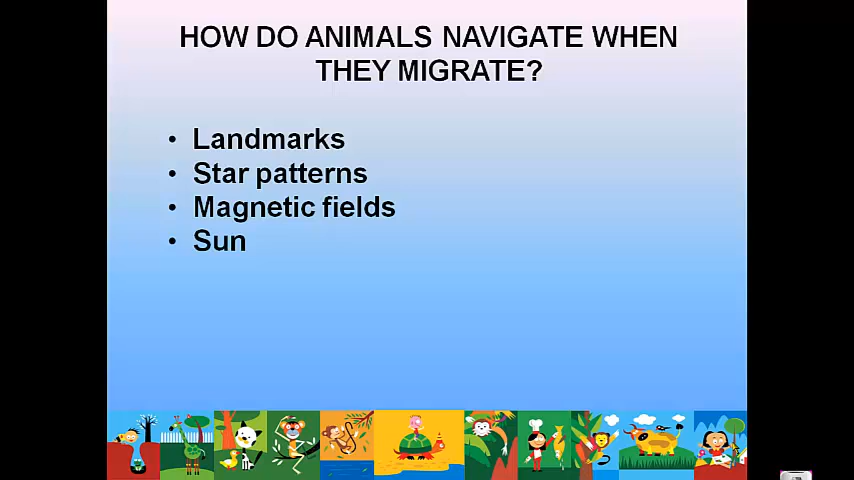 HOW DO ANIMALS NAVIGATE WHEN
THEY MIGRATE?
• Landmarks
• Star patterns
• Magnetic fields
• Sun